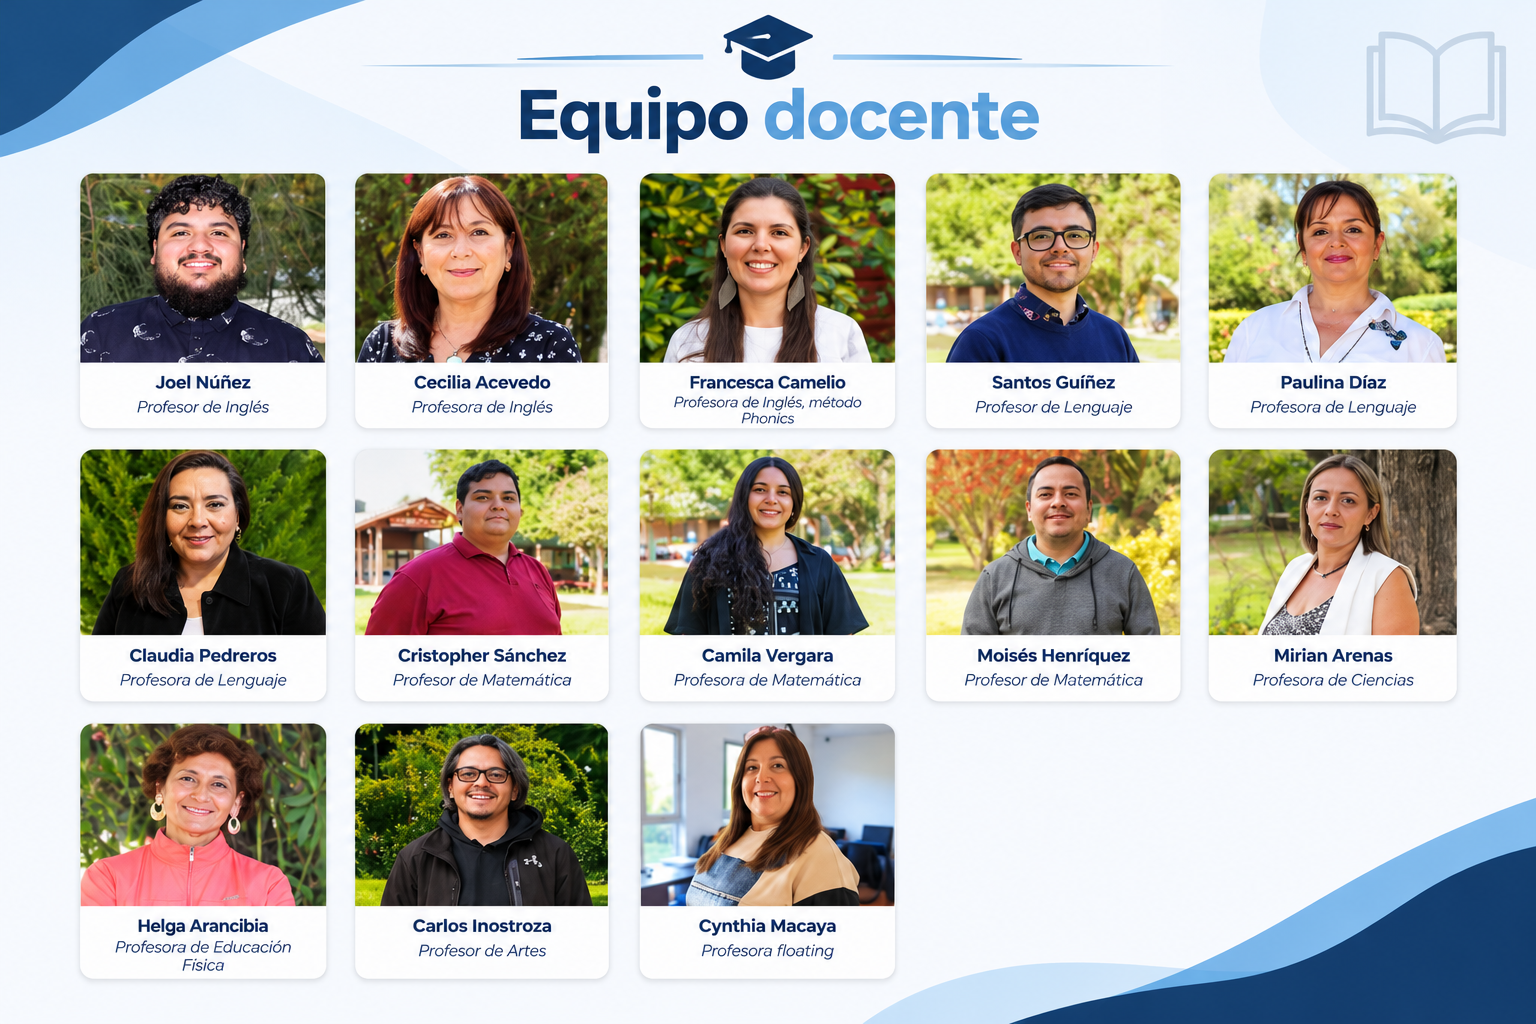 Equipo docente
Joel Núñez
Profesor de Inglés
Cecilia Acevedo
Profesora de Inglés
Francesca Camelio
Profesora de Inglés, método
Phonics
Santos Guíñez
Profesor de Lenguaje
Paulina Díaz
Profesora de Lenguaje
Claudia Pedreros
Profesora de Lenguaje
Cristopher Sánchez
Profesor de Matemática
Camila Vergara
Profesora de Matemática
Moisés Henríquez
Profesor de Matemática
Mirian Arenas
Profesora de Ciencias
Helga Arancibia
Profesora de Educación
Física
Carlos Inostroza
Profesor de Artes
Cynthia Macaya
Profesora floating